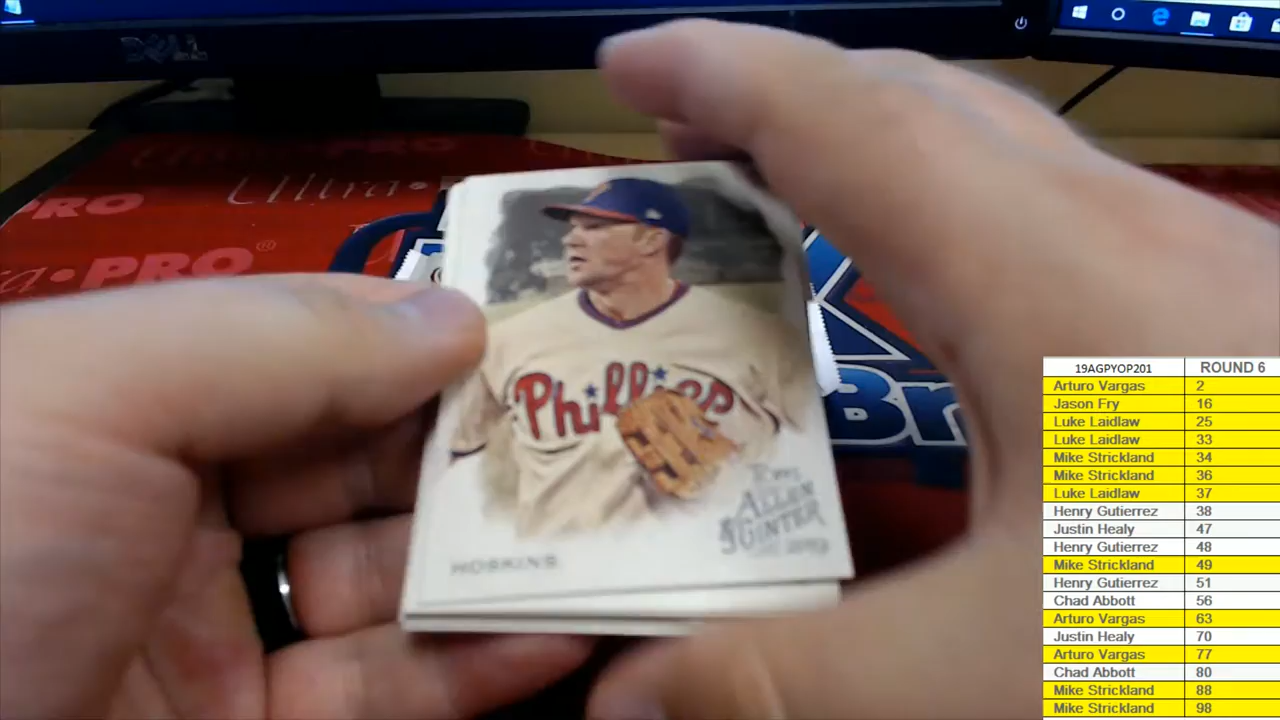 DELL
Ultra
PRO
PRO
Ultra·PRO®
Phillies
Topps
ALLEN
& GINTER
2019
HOSKINS
Br
19AGPYOP201 ROUND 6
Arturo Vargas 2
Jason Fry 16
Luke Laidlaw 25
Luke Laidlaw 33
Mike Strickland 34
Mike Strickland 36
Luke Laidlaw 37
Henry Gutierrez 38
Justin Healy 47
Henry Gutierrez 48
Mike Strickland 49
Henry Gutierrez 51
Chad Abbott 56
Arturo Vargas 63
Justin Healy 70
Arturo Vargas 77
Chad Abbott 80
Mike Strickland 88
Mike Strickland 98